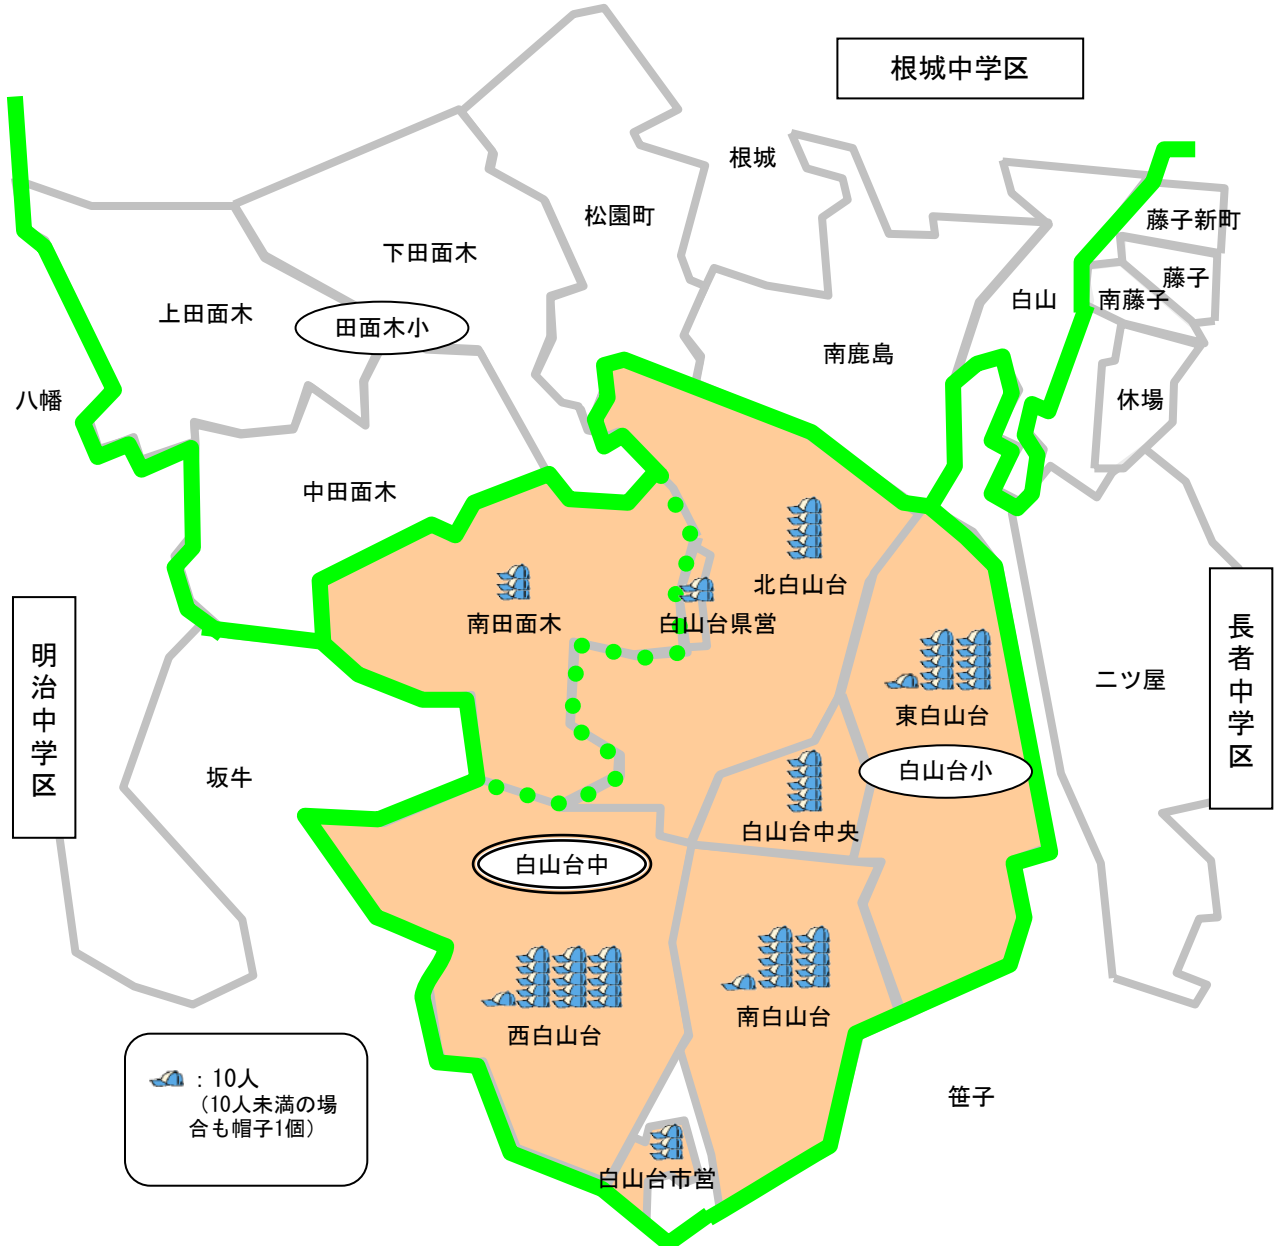 根城中学区
根城
松園町
藤子新町
下田面木
藤子
上田面木
白山
南藤子
田面木小
南鹿島
八幡
休場
中田面木
北白山台
南田面木
白山台県営
明治中学区
長者中学区
二ツ屋
東白山台
坂牛
白山台小
白山台中央
白山台中
南白山台
西白山台
：10人
（10人未満の場
合も帽子1個）
笹子
白山台市営